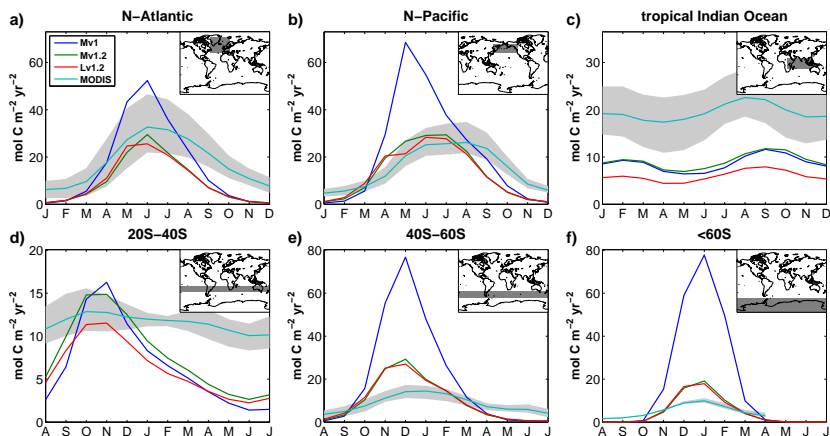 a) N−Atlantic
mol C m−2 yr−2
60
40
20
0
J F M A M J J A S O N D
Mv1
Mv1.2
Lv1.2
MODIS
b) N−Pacific
mol C m−2 yr−2
60
40
20
0
J F M A M J J A S O N D
c) tropical Indian Ocean
mol C m−2 yr−2
30
20
10
0
J F M A M J J A S O N D
d) 20S−40S
mol C m−2 yr−2
20
15
10
5
0
A S O N D J F M A M J J
e) 40S−60S
mol C m−2 yr−2
80
60
40
20
0
A S O N D J F M A M J J
f) <60S
mol C m−2 yr−2
80
60
40
20
0
J A S O N D J F M A M J J